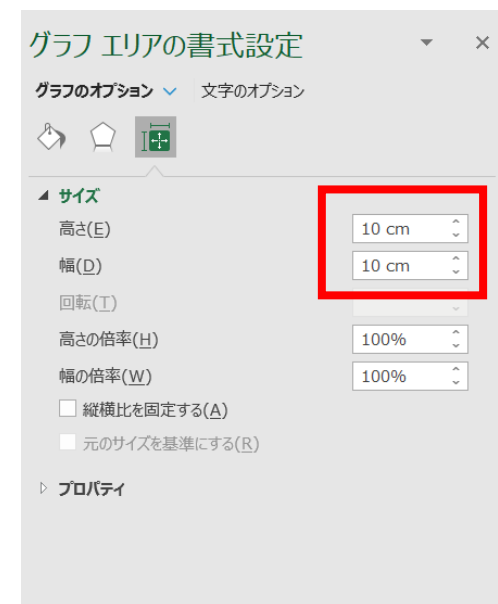 グラフ エリアの書式設定
グラフのオプション 文字のオプション
サイズ
高さ(E) 10 cm
幅(D) 10 cm
回転(T)
高さの倍率(H) 100%
幅の倍率(W) 100%
縦横比を固定する(A)
元のサイズを基準にする(R)
プロパティ